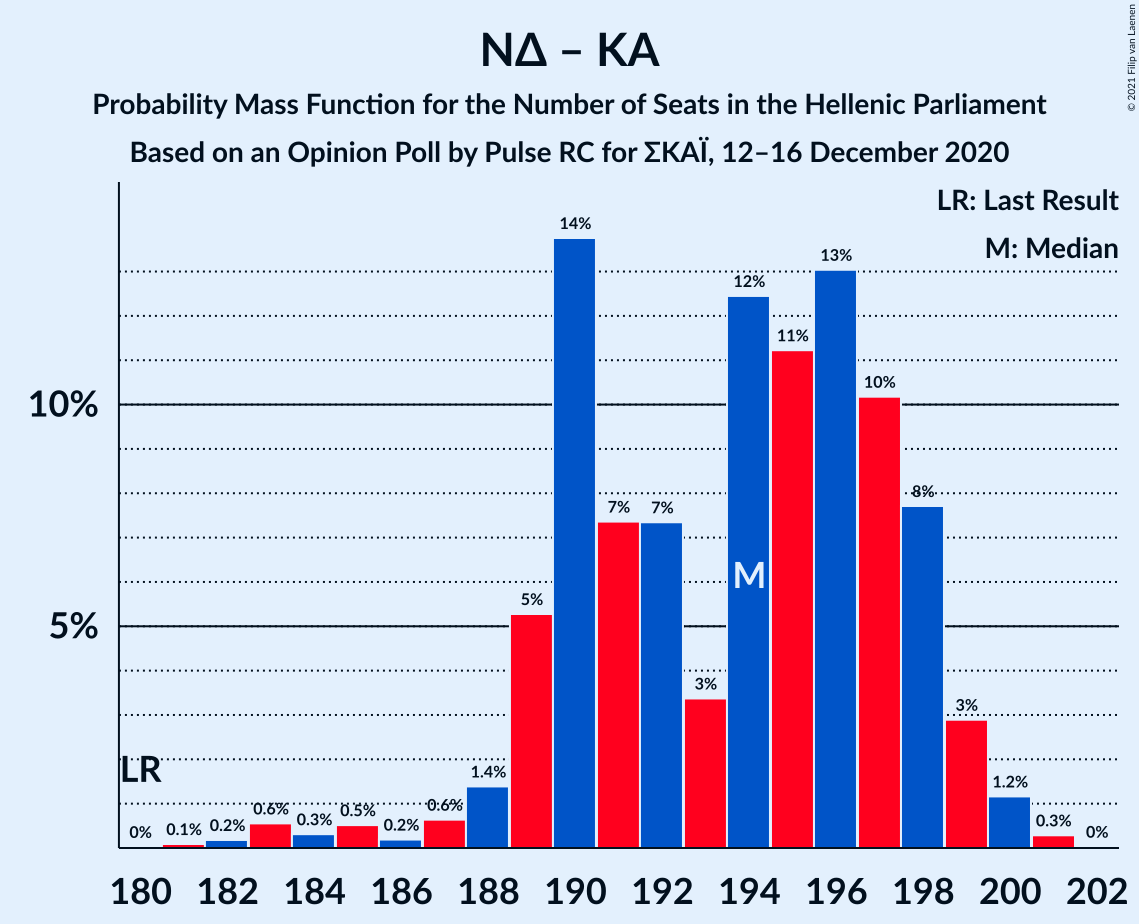 ΝΔ – ΚΑ
Probability Mass Function for the Number of Seats in the Hellenic Parliament
Based on an Opinion Poll by Pulse RC for ΣΚΑΪ, 12–16 December 2020
© 2021 Filip van Laenen
LR: Last Result
M: Median
14%
13%
12%
11%
10%
10%
8%
7%
7%
M
5%
5%
3%
3%
LR
1.4%
1.2%
0%
0.1%
0.2%
0.6%
0.3%
0.5%
0.2%
0.6%
0.3%
0%
180 182 184 186 188 190 192 194 196 198 200 202